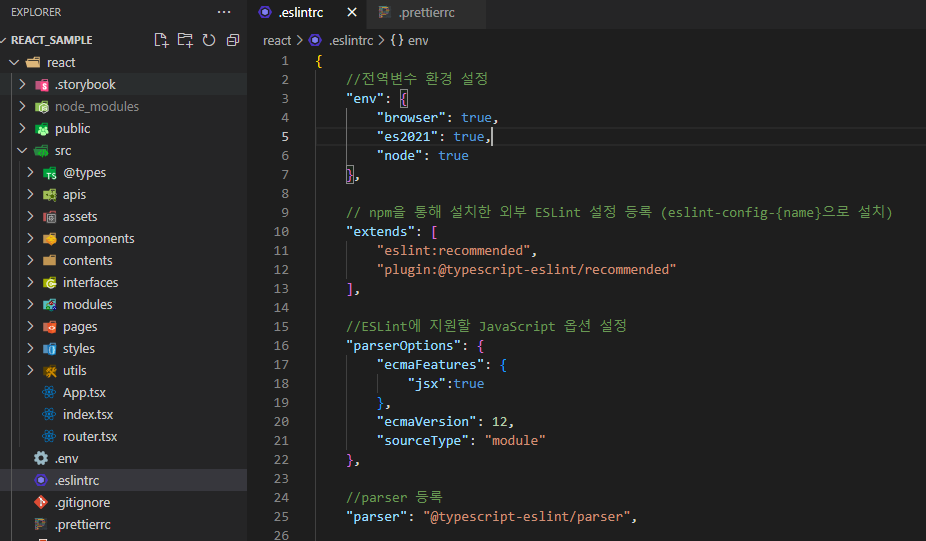 EXPLORER
REACT_SAMPLE
react
.storybook
node_modules
public
src
@types
apis
assets
components
contents
interfaces
modules
pages
styles
utils
App.tsx
index.tsx
router.tsx
.env
.eslintrc
.gitignore
.prettierrc
.eslintrc .prettierrc
react > .eslintrc > {} env
1 {
2 //전역변수 환경 설정
3 "env": {
4 "browser": true,
5 "es2021": true,
6 "node": true
7 },
8
9 // npm을 통해 설치한 외부 ESLint 설정 등록 (eslint-config-{name}으로 설치)
10 "extends": [
11 "eslint:recommended",
12 "plugin:@typescript-eslint/recommended"
13 ],
14
15 //ESLint에 지원할 JavaScript 옵션 설정
16 "parserOptions": {
17 "ecmaFeatures": {
18 "jsx":true
19 },
20 "ecmaVersion": 12,
21 "sourceType": "module"
22 },
23
24 //parser 등록
25 "parser": "@typescript-eslint/parser",
26